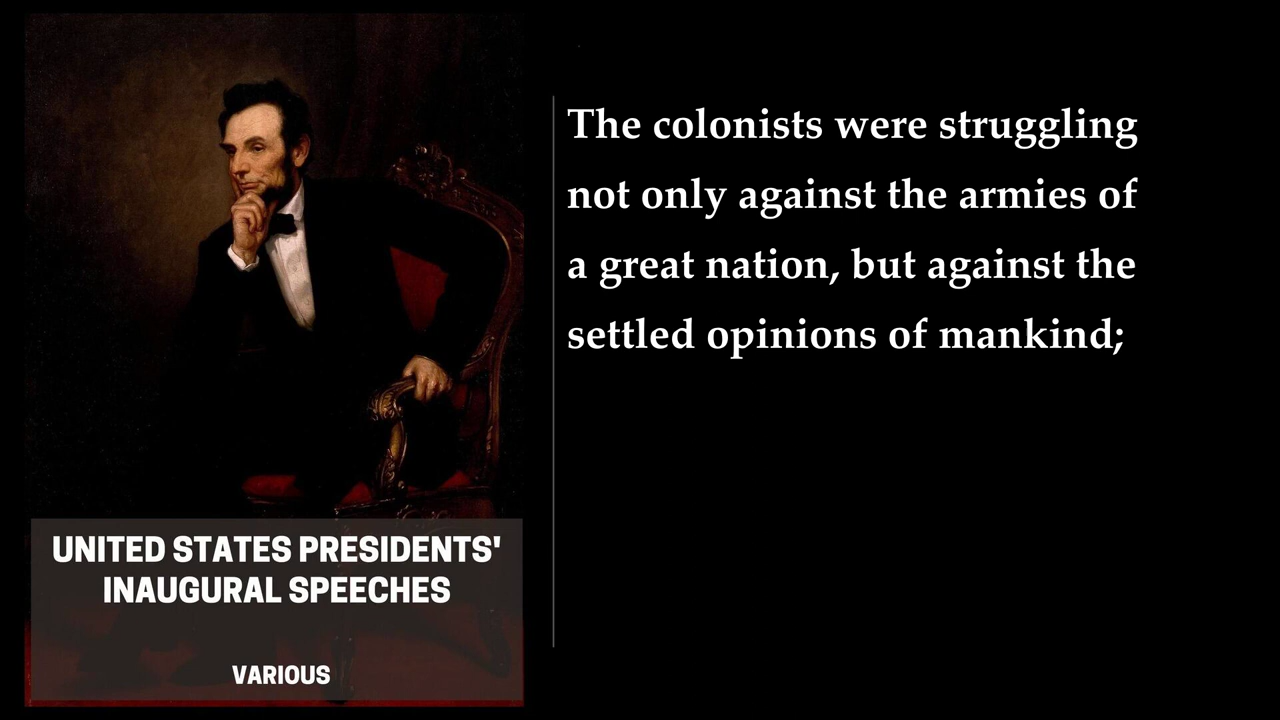 The colonists were struggling
not only against the armies of
a great nation, but against the
settled opinions of mankind;
UNITED STATES PRESIDENTS'
INAUGURAL SPEECHES
VARIOUS